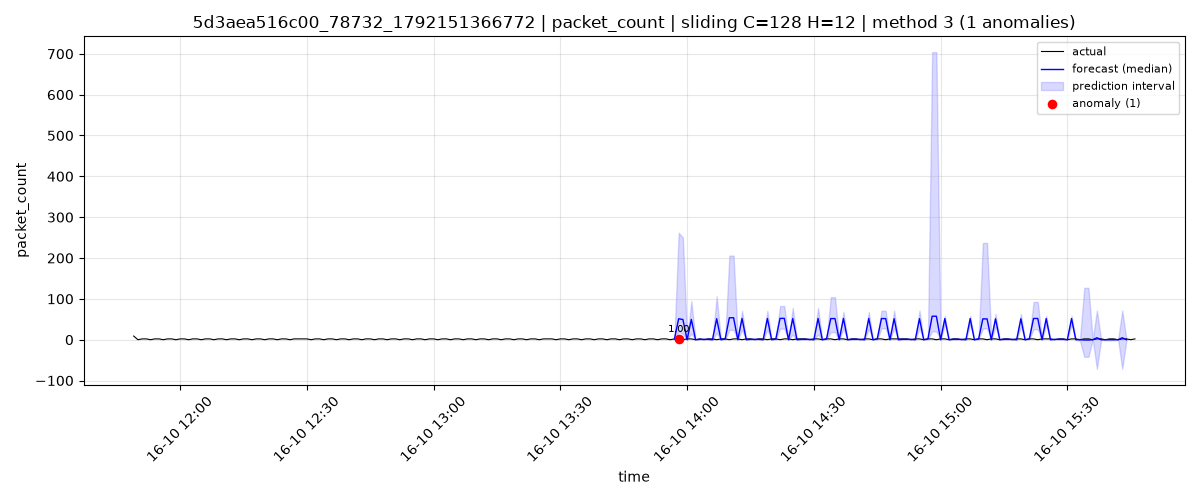 5d3aea516c00_78732_1792151366772 | packet_count | sliding C=128 H=12 | method 3 (1 anomalies)
packet_count
700
600
500
400
300
200
100
0
−100
actual
forecast (median)
prediction interval
anomaly (1)
1.00
16-10 12:00
16-10 12:30
16-10 13:00
16-10 13:30
16-10 14:00
16-10 14:30
16-10 15:00
16-10 15:30
time